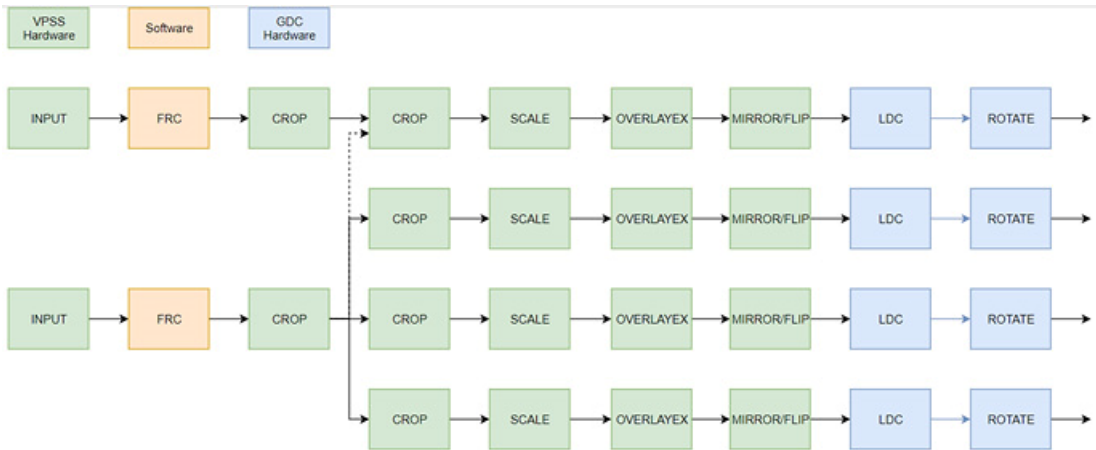 VPSS
Hardware
Software
GDC
Hardware
INPUT
FRC
CROP
CROP
SCALE
OVERLAYEX
MIRROR/FLIP
LDC
ROTATE
CROP
SCALE
OVERLAYEX
MIRROR/FLIP
LDC
ROTATE
INPUT
FRC
CROP
CROP
SCALE
OVERLAYEX
MIRROR/FLIP
LDC
ROTATE
CROP
SCALE
OVERLAYEX
MIRROR/FLIP
LDC
ROTATE